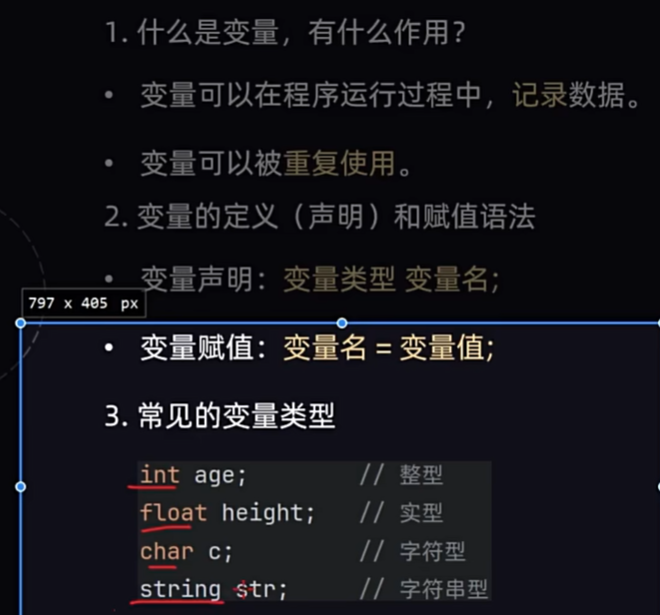 1. 什么是变量，有什么作用？
• 变量可以在程序运行过程中，记录数据。
• 变量可以被重复使用。
2. 变量的定义（声明）和赋值语法
• 变量声明：变量类型 变量名；
797 x 405 px
• 变量赋值：变量名 = 变量值；
3. 常见的变量类型
int age; // 整型
float height; // 实型
char c; // 字符型
string str; // 字符串型